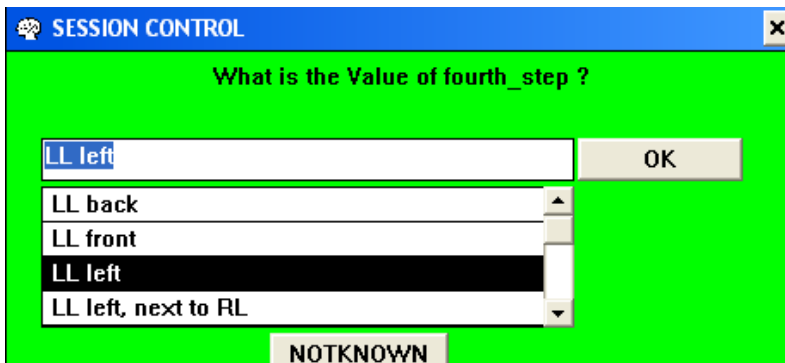 SESSION CONTROL
What is the Value of fourth_step ?
LL left
OK
LL back
LL front
LL left
LL left, next to RL
NOTKNOWN